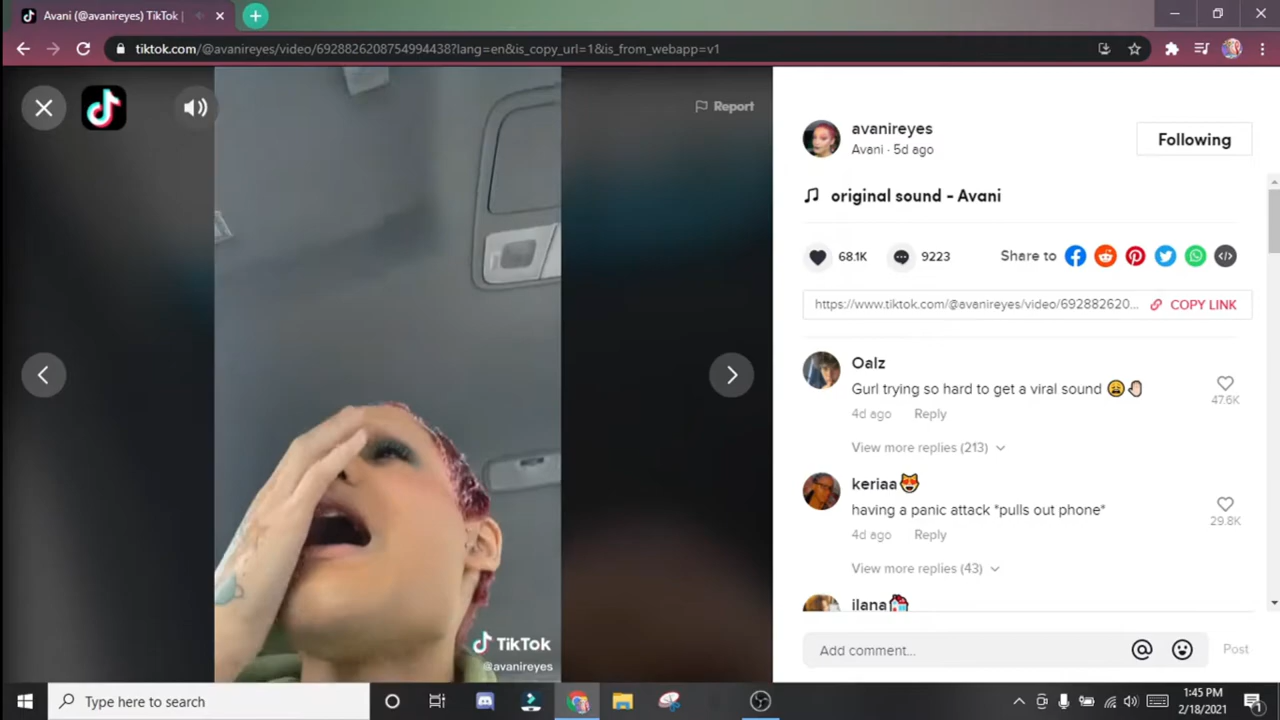 Avani (@avanireyes) TikTok |
tiktok.com/@avanireyes/video/6928826208754994438?lang=en&is_copy_url=1&is_from_webapp=v1
Report
avanireyes
Avani · 5d ago
Following
original sound - Avani
68.1K
9223
Share to
https://www.tiktok.com/@avanireyes/video/692882620...
COPY LINK
Oalz
Gurl trying so hard to get a viral sound 😩🤚🏻
47.6K
4d ago Reply
View more replies (213)
keriaa😻
having a panic attack *pulls out phone*
29.8K
4d ago Reply
View more replies (43)
ilana🏠
TikTok
@avanireyes
Add comment...
Post
Type here to search
1:45 PM
2/18/2021
1